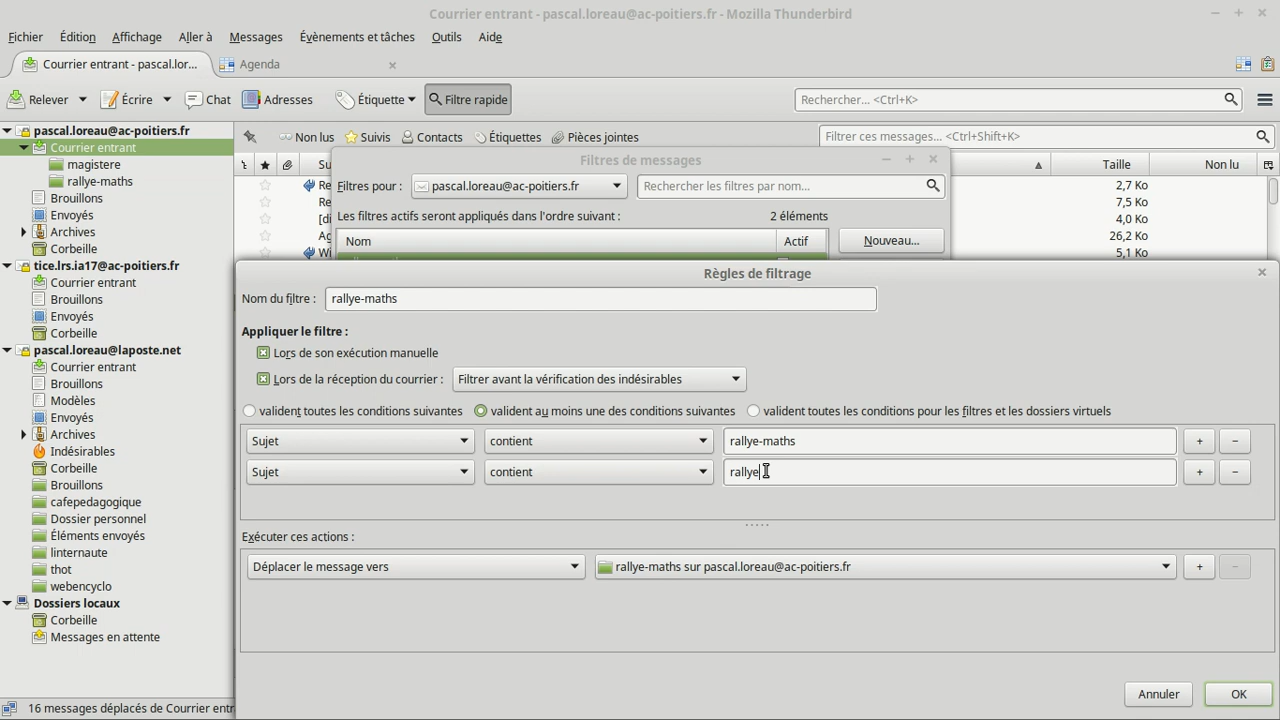 Courrier entrant - pascal.loreau@ac-poitiers.fr - Mozilla Thunderbird
Fichier Édition Affichage Aller à Messages Évènements et tâches Outils Aide
Courrier entrant - pascal.lor... Agenda
Relever Écrire Chat Adresses Étiquette Filtre rapide Rechercher... <Ctrl+K>
Non lus Suivis Contacts Étiquettes Pièces jointes Filtrer ces messages... <Ctrl+Shift+K>
Su Taille Non lu
Re 2,7 Ko
Re 7,5 Ko
[di 4,0 Ko
Ag 26,2 Ko
Wi 5,1 Ko
pascal.loreau@ac-poitiers.fr
Courrier entrant
magistere
rallye-maths
Brouillons
Envoyés
Archives
Corbeille
tice.lrs.ia17@ac-poitiers.fr
Courrier entrant
Brouillons
Envoyés
Corbeille
pascal.loreau@laposte.net
Courrier entrant
Brouillons
Modèles
Envoyés
Archives
Indésirables
Corbeille
Brouillons
cafepedagogique
Dossier personnel
Éléments envoyés
linternaute
thot
webencyclo
Dossiers locaux
Corbeille
Messages en attente
16 messages déplacés de Courrier entr
Filtres de messages
Filtres pour : pascal.loreau@ac-poitiers.fr Rechercher les filtres par nom...
Les filtres actifs seront appliqués dans l'ordre suivant : 2 éléments
Nom Actif Nouveau...
Règles de filtrage
Nom du filtre : rallye-maths
Appliquer le filtre :
Lors de son exécution manuelle
Lors de la réception du courrier : Filtrer avant la vérification des indésirables
valident toutes les conditions suivantes valident au moins une des conditions suivantes valident toutes les conditions pour les filtres et les dossiers virtuels
Sujet contient rallye-maths + −
Sujet contient rallye + −
Exécuter ces actions :
Déplacer le message vers rallye-maths sur pascal.loreau@ac-poitiers.fr + −
Annuler OK